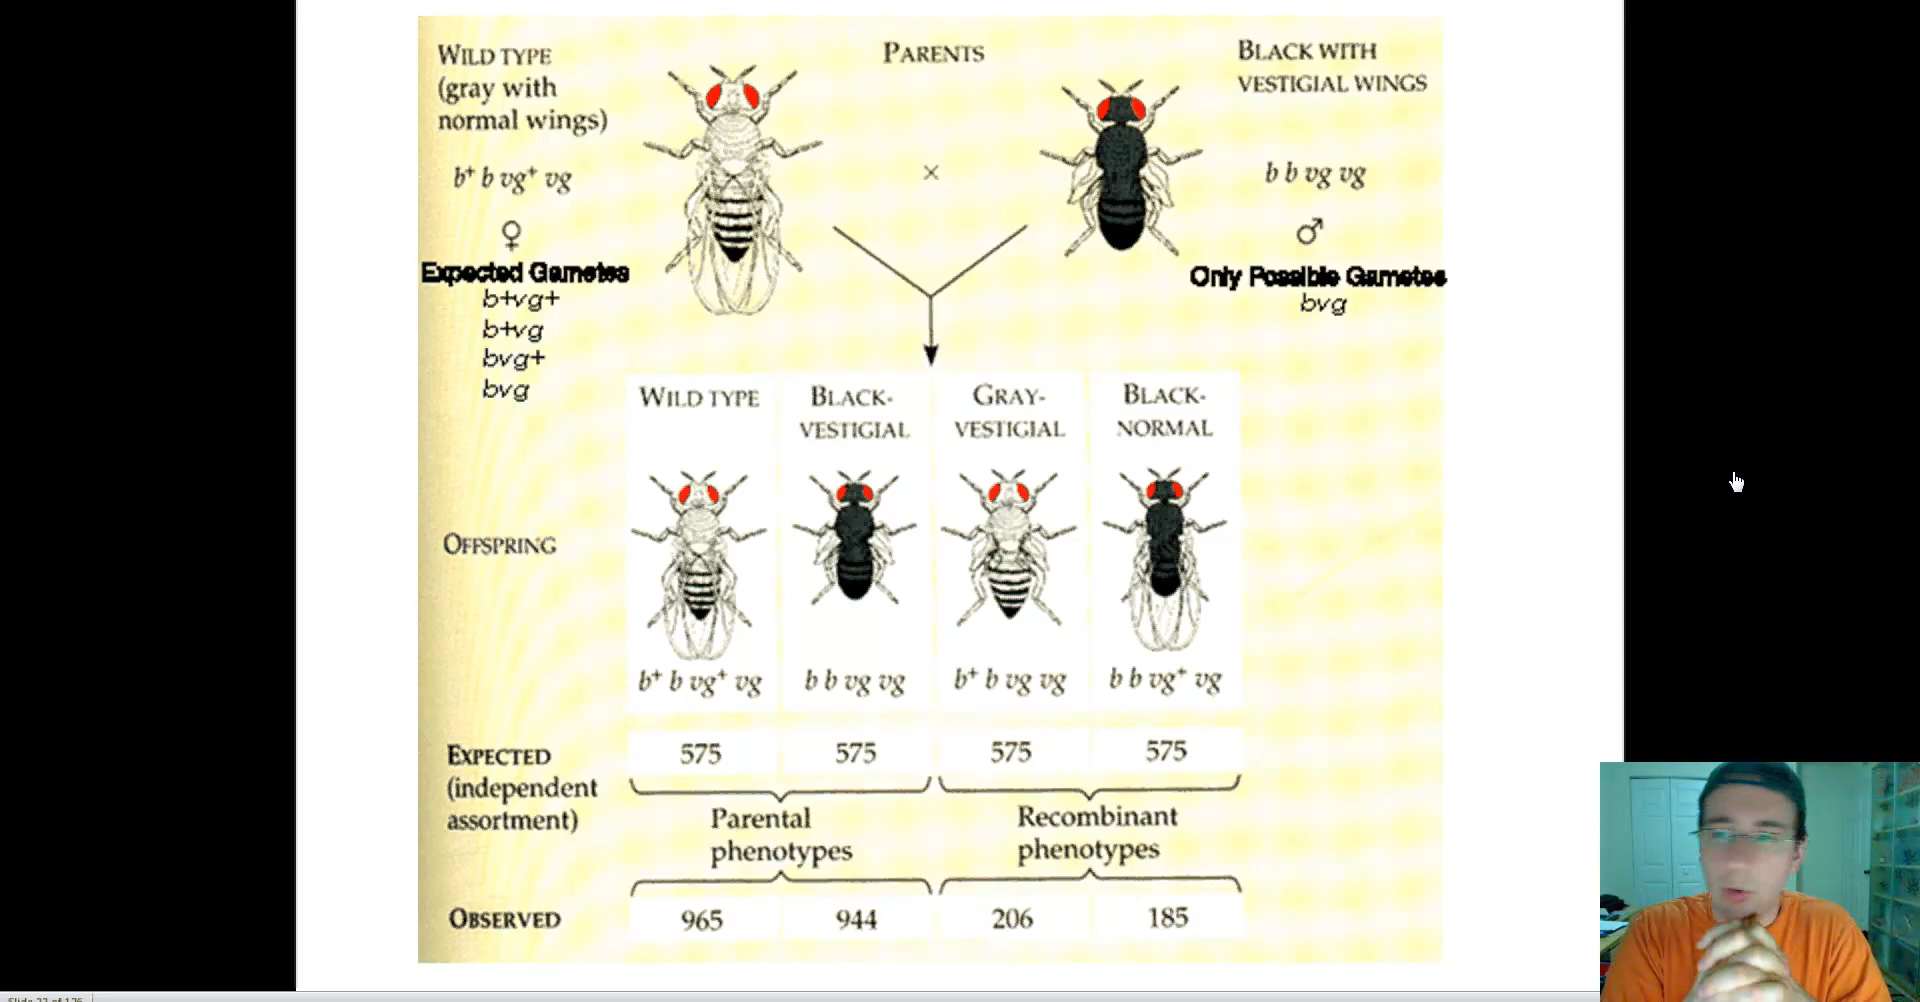 WILD TYPE
(gray with
normal wings)
b⁺ b vg⁺ vg
♀
Expected Gametes
b+vg+
b+vg
bvg+
bvg
PARENTS
×
BLACK WITH
VESTIGIAL WINGS
b b vg vg
♂
Only Possible Gametes
bvg
WILD TYPE
BLACK-
VESTIGIAL
GRAY-
VESTIGIAL
BLACK-
NORMAL
OFFSPRING
b⁺ b vg⁺ vg
b b vg vg
b⁺ b vg vg
b b vg⁺ vg
EXPECTED
(independent
assortment)
575 575 575 575
Parental
phenotypes
Recombinant
phenotypes
OBSERVED
965 944 206 185